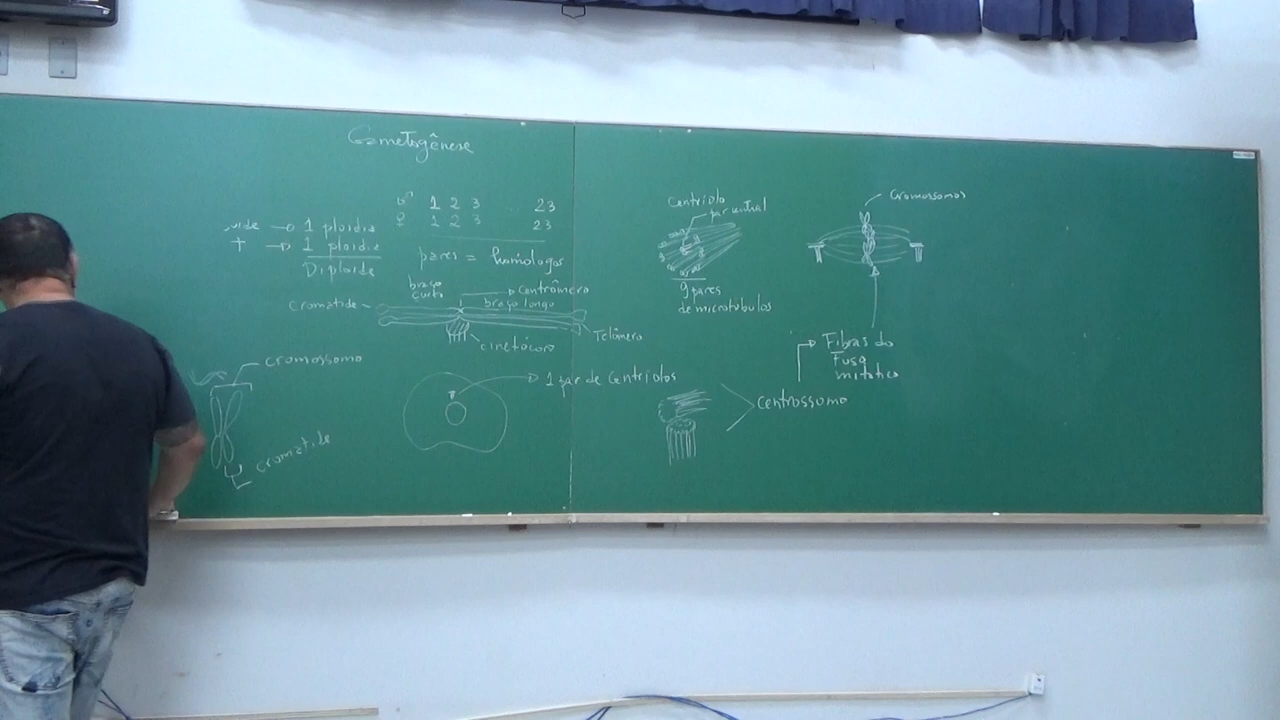 Gametogênese
♂ 1 2 3 .. 23
♀ 1 2 3 23
→ 1 ploidia
+ → 1 ploidia
Diploide
pares = homólogos
braço
curto
→ Centrômero
braço longo
cromátide
Telômero
cinetócoro
cromossomo
cromátide
1 par de Centríolos
Centríolo
par central
9 pares
de microtúbulos
Cromossomos
Fibras do
Fuso
mitótico
Centrossomo